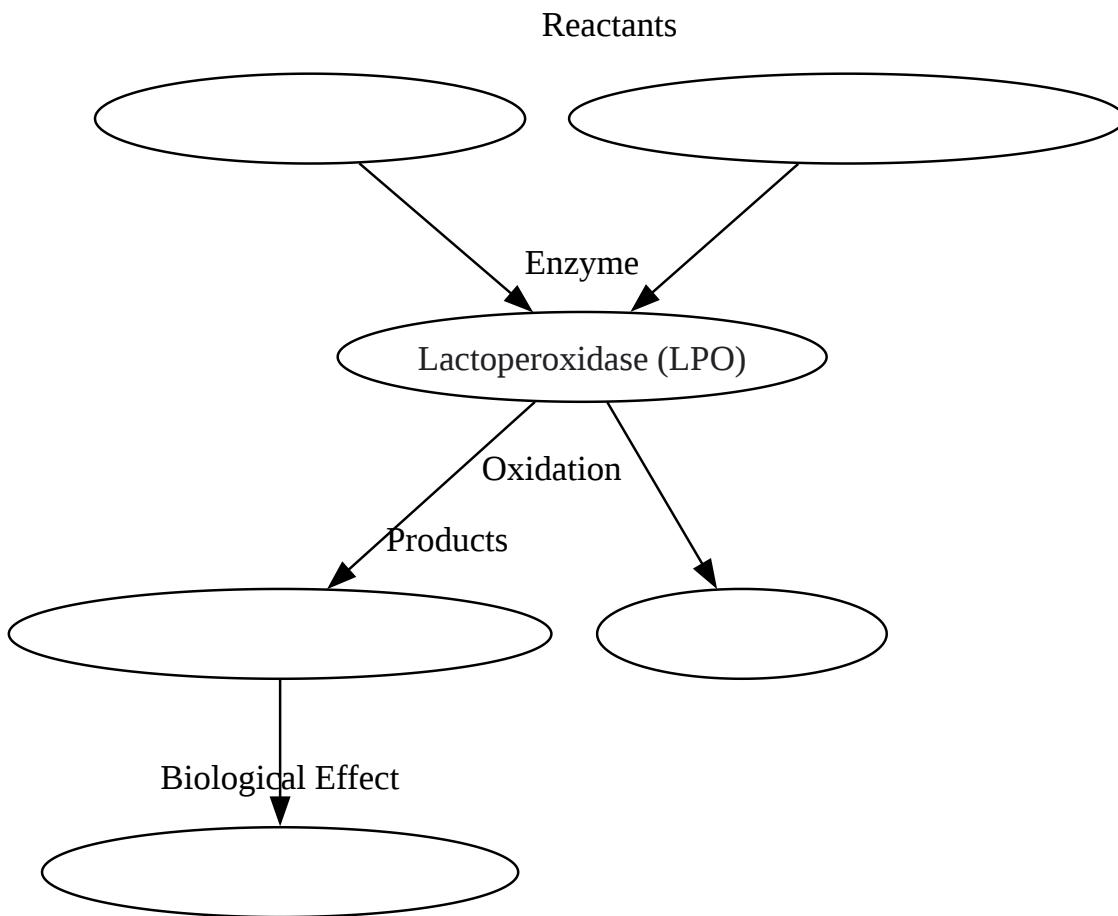 Reactants
Enzyme
Lactoperoxidase (LPO)
Oxidation
Products
Biological Effect